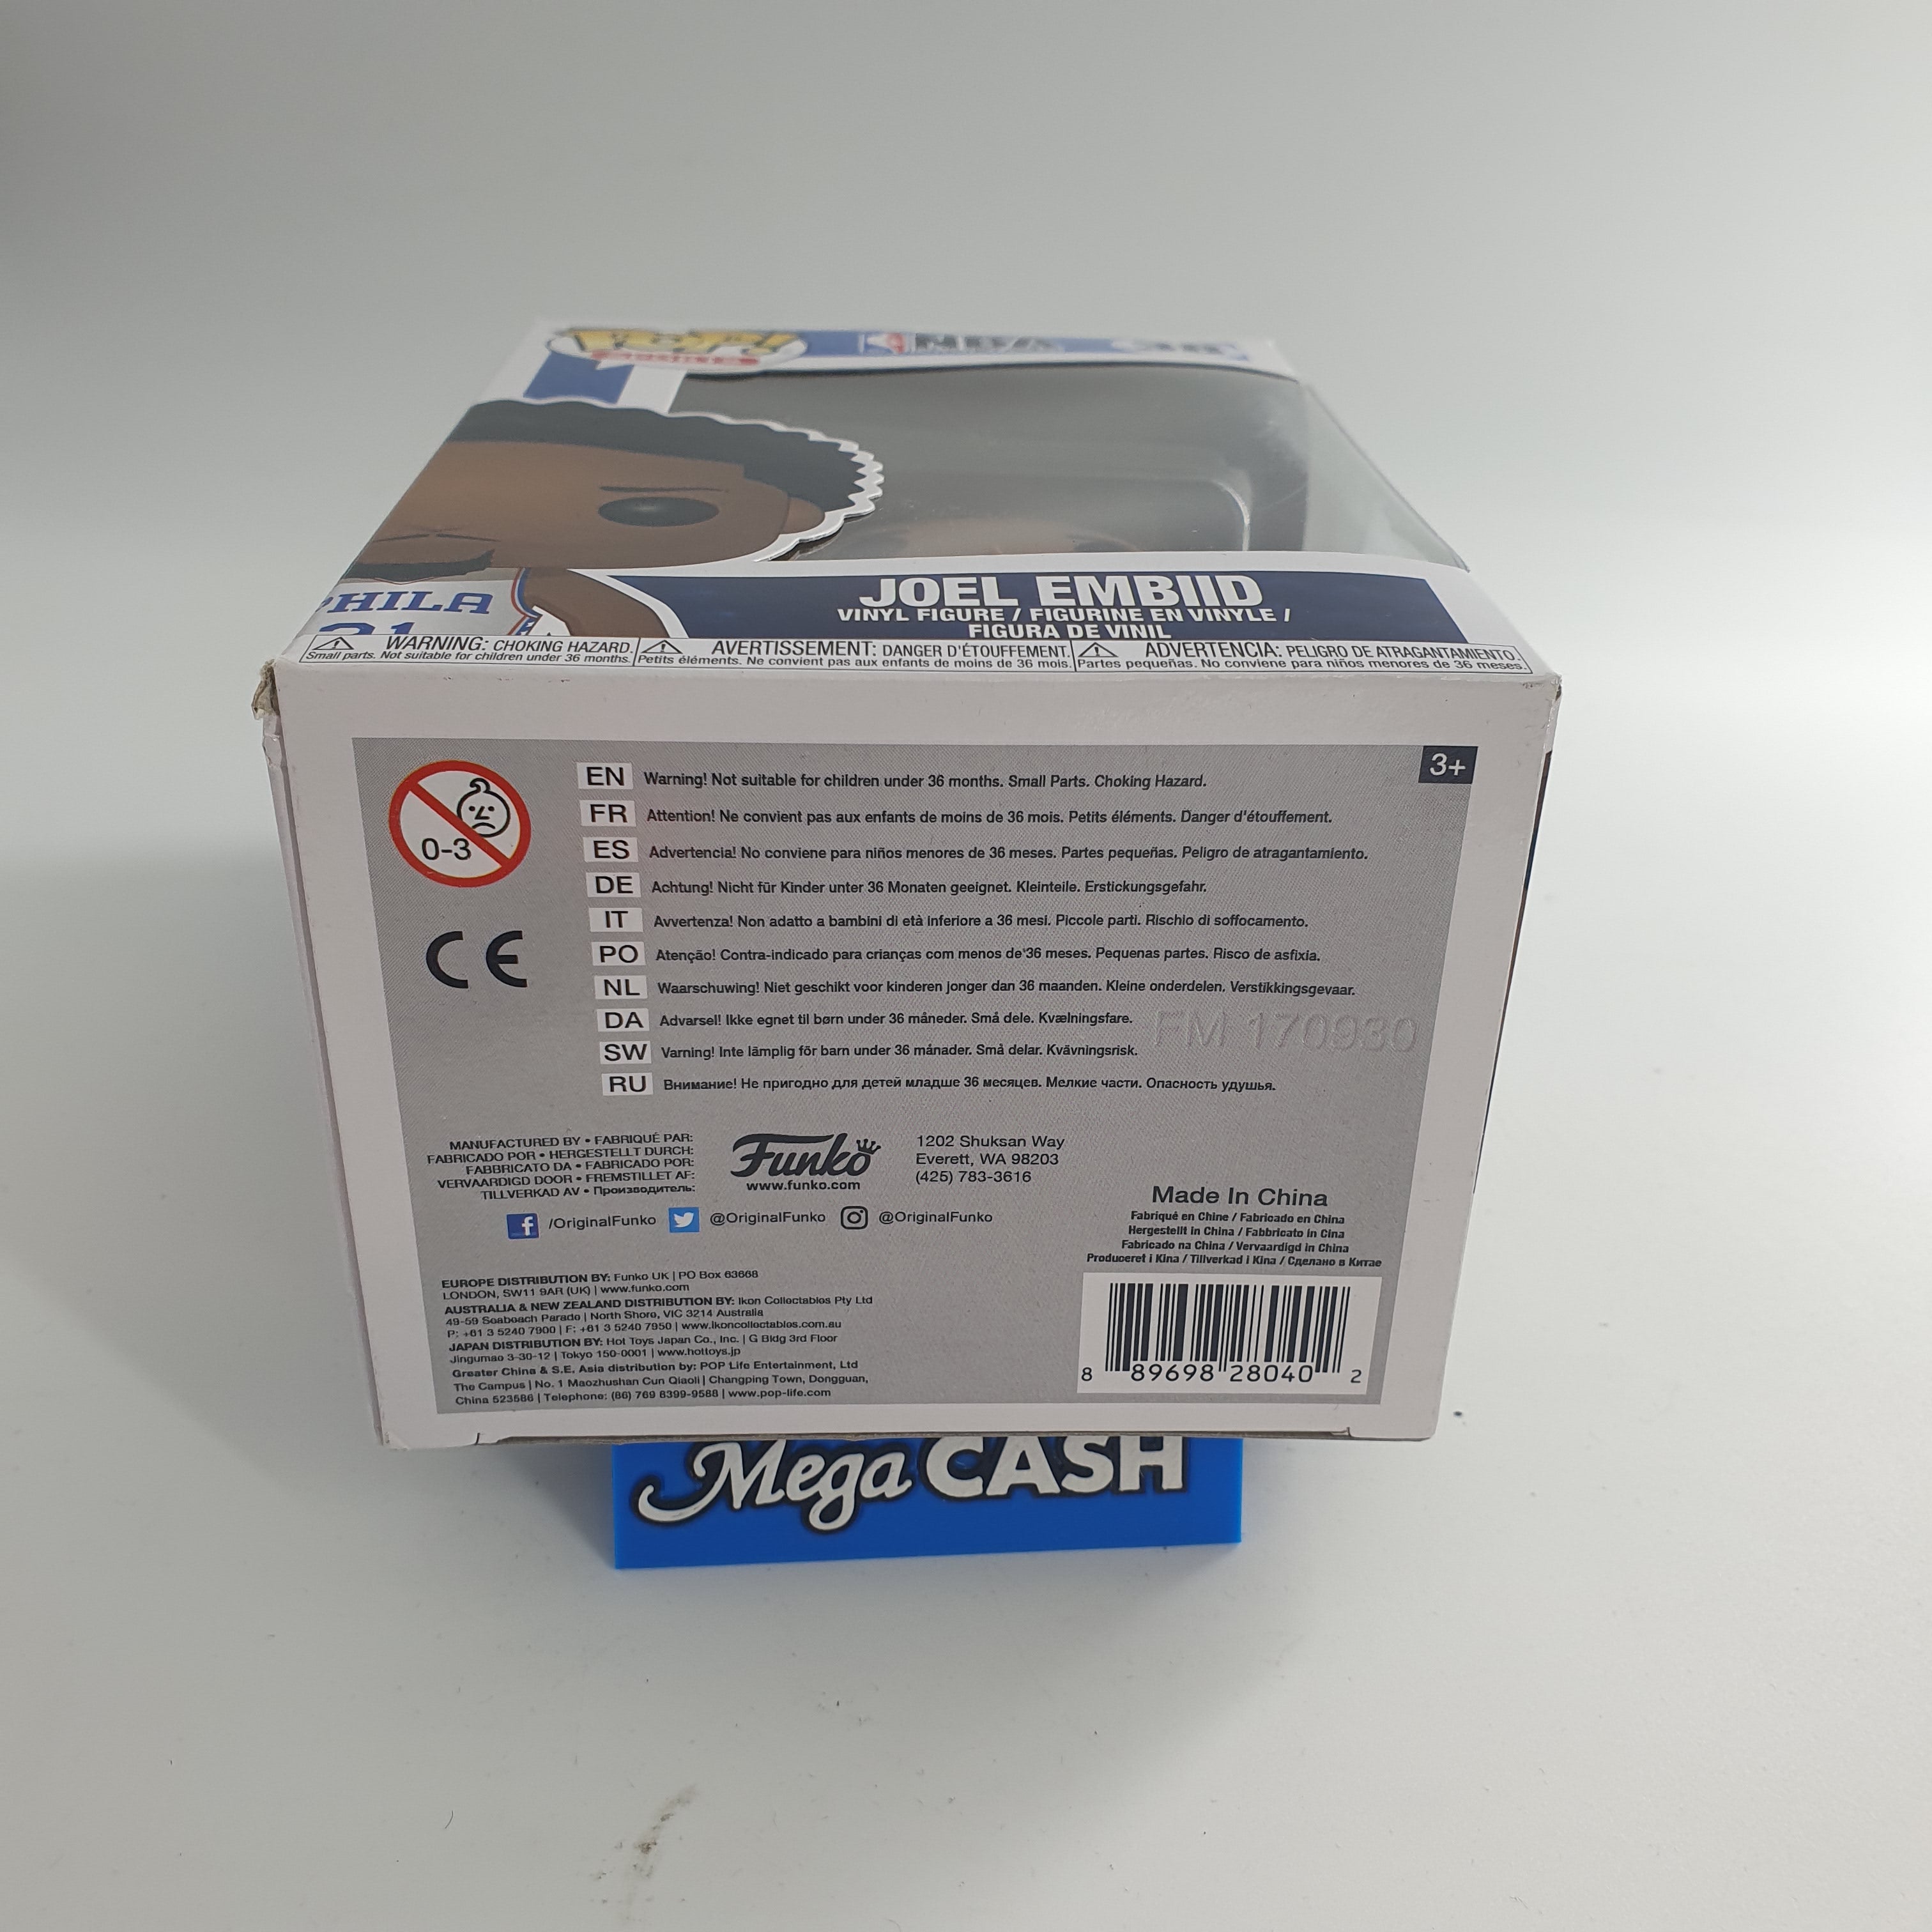 POP!
NBA
PHILA
21
JOEL EMBIID
VINYL FIGURE / FIGURINE EN VINYLE /
FIGURA DE VINIL
WARNING: CHOKING HAZARD.
Small parts. Not suitable for children under 36 months.
AVERTISSEMENT: DANGER D'ÉTOUFFEMENT.
Petits éléments. Ne convient pas aux enfants de moins de 36 mois.
ADVERTENCIA: PELIGRO DE ATRAGANTAMIENTO.
Partes pequeñas. No conviene para niños menores de 36 meses.
3+
0-3
CE
EN Warning! Not suitable for children under 36 months. Small Parts. Choking Hazard.
FR Attention! Ne convient pas aux enfants de moins de 36 mois. Petits éléments. Danger d'étouffement.
ES Advertencia! No conviene para niños menores de 36 meses. Partes pequeñas. Peligro de atragantamiento.
DE Achtung! Nicht für Kinder unter 36 Monaten geeignet. Kleinteile. Erstickungsgefahr.
IT Avvertenza! Non adatto a bambini di età inferiore a 36 mesi. Piccole parti. Rischio di soffocamento.
PO Atenção! Contra-indicado para crianças com menos de 36 meses. Pequenas partes. Risco de asfixia.
NL Waarschuwing! Niet geschikt voor kinderen jonger dan 36 maanden. Kleine onderdelen. Verstikkingsgevaar.
DA Advarsel! Ikke egnet til børn under 36 måneder. Små dele. Kvælningsfare.
SW Varning! Inte lämplig för barn under 36 månader. Små delar. Kvävningsrisk.
RU Внимание! Не пригодно для детей младше 36 месяцев. Мелкие части. Опасность удушья.
FM 170930
MANUFACTURED BY • FABRIQUÉ PAR:
FABRICADO POR • HERGESTELLT DURCH:
FABBRICATO DA • FABRICADO POR:
VERVAARDIGD DOOR • FREMSTILLET AF:
TILLVERKAD AV • Производитель:
Funko
www.funko.com
1202 Shuksan Way
Everett, WA 98203
(425) 783-3616
/OriginalFunko @OriginalFunko @OriginalFunko
Made In China
Fabriqué en Chine / Fabricado en China
Hergestellt in China / Fabbricato in Cina
Fabricado na China / Vervaardigd in China
Produceret i Kina / Tillverkad i Kina / Сделано в Китае
EUROPE DISTRIBUTION BY: Funko UK | PO Box 63668
LONDON, SW11 9AR (UK) | www.funko.com
AUSTRALIA & NEW ZEALAND DISTRIBUTION BY: Ikon Collectables Pty Ltd
49-59 Seabeach Parade | North Shore, VIC 3214 Australia
P: +61 3 5240 7900 | F: +61 3 5240 7950 | www.ikoncollectables.com.au
JAPAN DISTRIBUTION BY: Hot Toys Japan Co., Inc. | G Bldg 3rd Floor
Jingumae 3-30-12 | Tokyo 150-0001 | www.hottoys.jp
Greater China & S.E. Asia distribution by: POP Life Entertainment, Ltd
The Campus | No. 1 Maozhushan Cun Qiaoli | Changping Town, Dongguan,
China 523586 | Telephone: (86) 769 8399-9588 | www.pop-life.com
8 89698 28040 2
Mega CASH